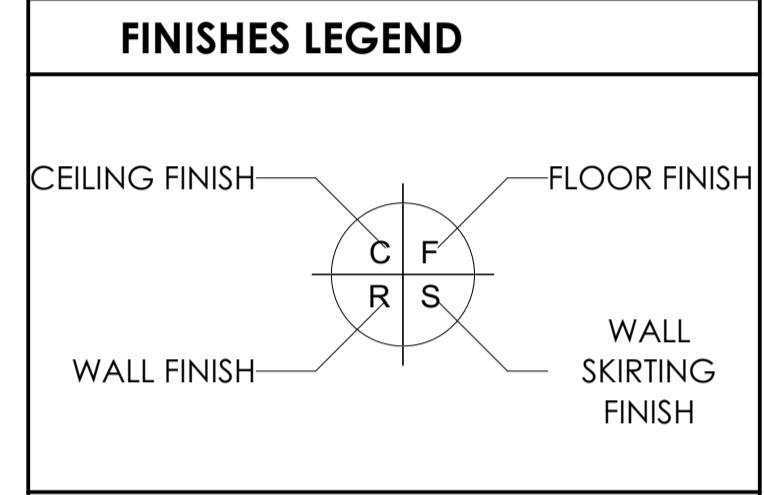 FINISHES LEGEND
CEILING FINISH
FLOOR FINISH
C F
R S
WALL FINISH
WALL
SKIRTING
FINISH